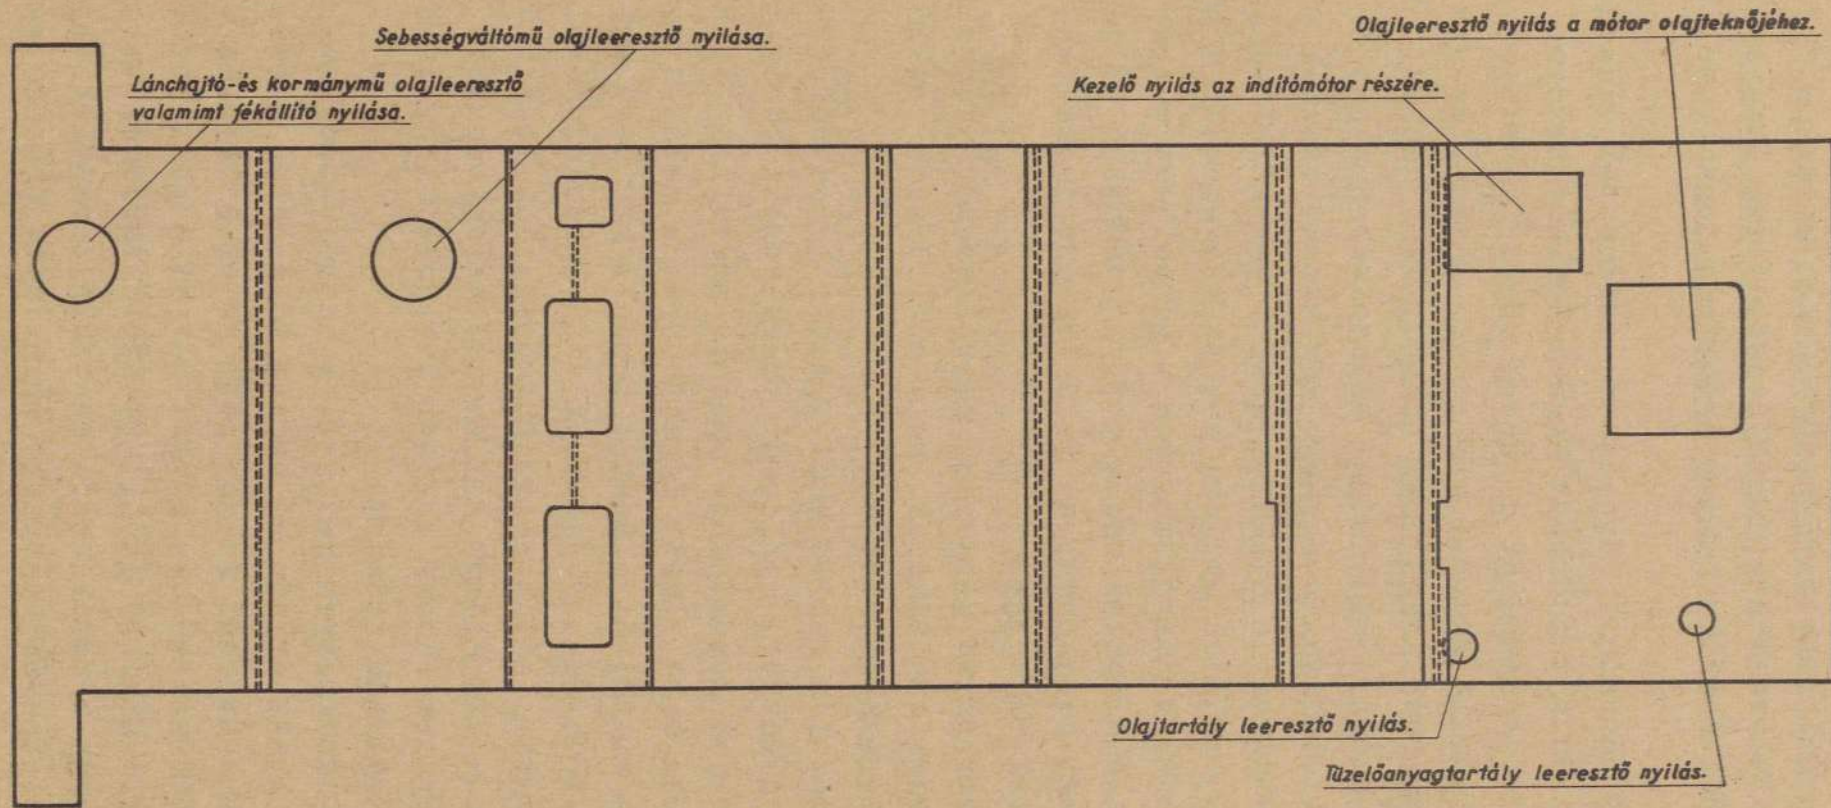 Sebességváltómű olajleeresztő nyilása.
Olajleeresztő nyilás a mótor olajteknőjéhez.
Lánchajtó-és kormánymű olajleeresztő
valamimt fékállító nyilása.
Kezelő nyilás az indítómótor részére.
Olajtartály leeresztő nyilás.
Tüzelőanyagtartály leeresztő nyilás.